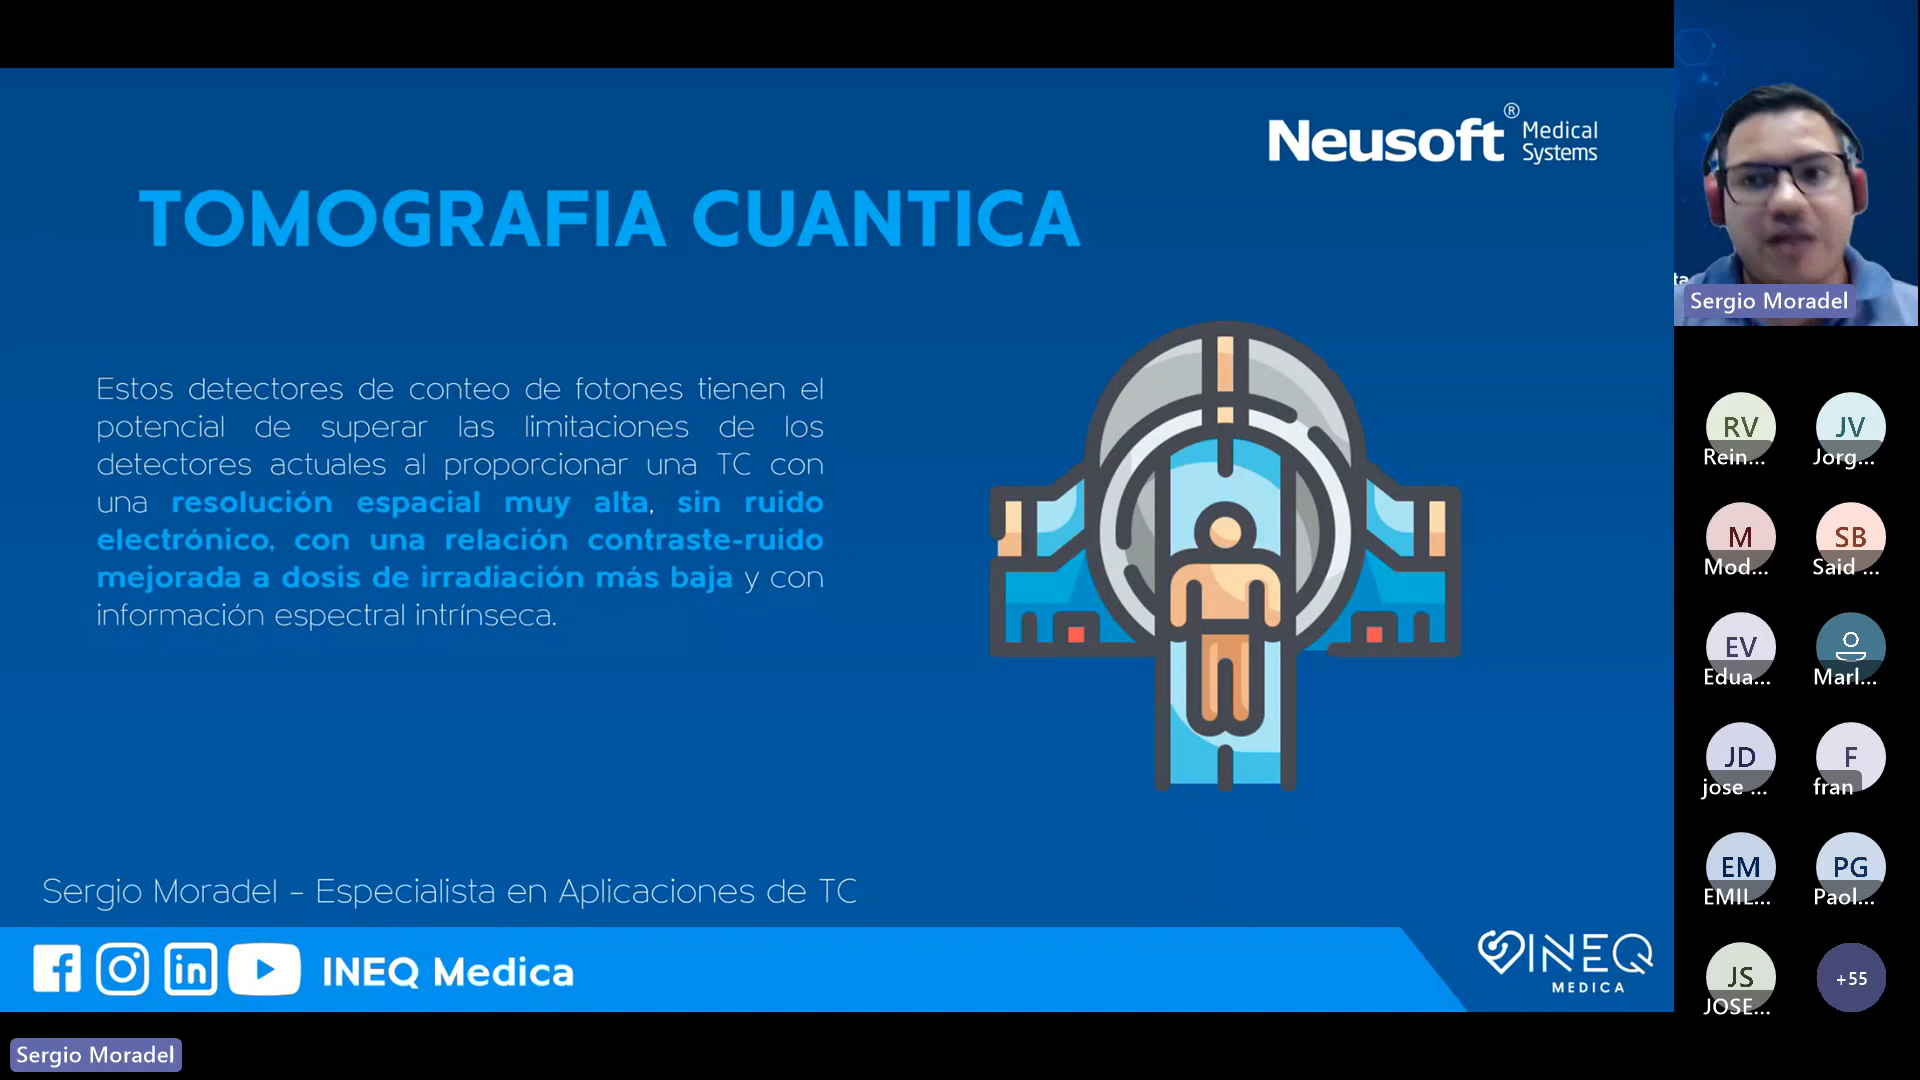 Neusoft® Medical
Systems
TOMOGRAFIA CUANTICA
Estos detectores de conteo de fotones tienen el
potencial de superar las limitaciones de los
detectores actuales al proporcionar una TC con
una resolución espacial muy alta, sin ruido
electrónico, con una relación contraste-ruido
mejorada a dosis de irradiación más baja y con
información espectral intrínseca.
Sergio Moradel - Especialista en Aplicaciones de TC
INEQ Medica
INEQ
MEDICA
Sergio Moradel
ta
Sergio Moradel
RV
Rein...
JV
Jorg...
M
Mod...
SB
Said ...
EV
Edua...
Marl...
JD
jose ...
F
fran
EM
EMIL...
PG
Paol...
JS
JOSE...
+55